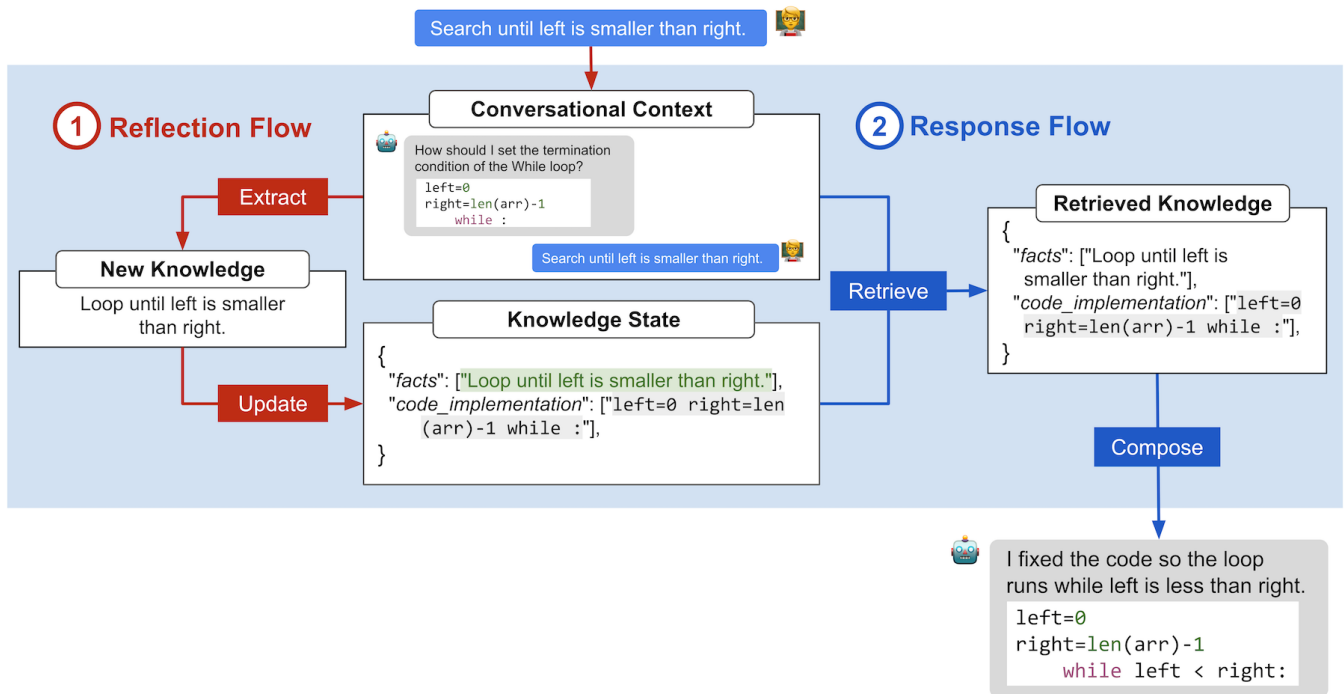 Search until left is smaller than right.
1 Reflection Flow
Conversational Context
2 Response Flow
How should I set the termination
condition of the While loop?
left=0
right=len(arr)-1
while :
Search until left is smaller than right.
Extract
New Knowledge
Loop until left is smaller
than right.
Update
Knowledge State
{
"facts": ["Loop until left is smaller than right."],
"code_implementation": ["left=0 right=len
(arr)-1 while :"],
}
Retrieve
Retrieved Knowledge
{
"facts": ["Loop until left is
smaller than right."],
"code_implementation": ["left=0
right=len(arr)-1 while :"],
}
Compose
I fixed the code so the loop
runs while left is less than right.
left=0
right=len(arr)-1
while left < right: